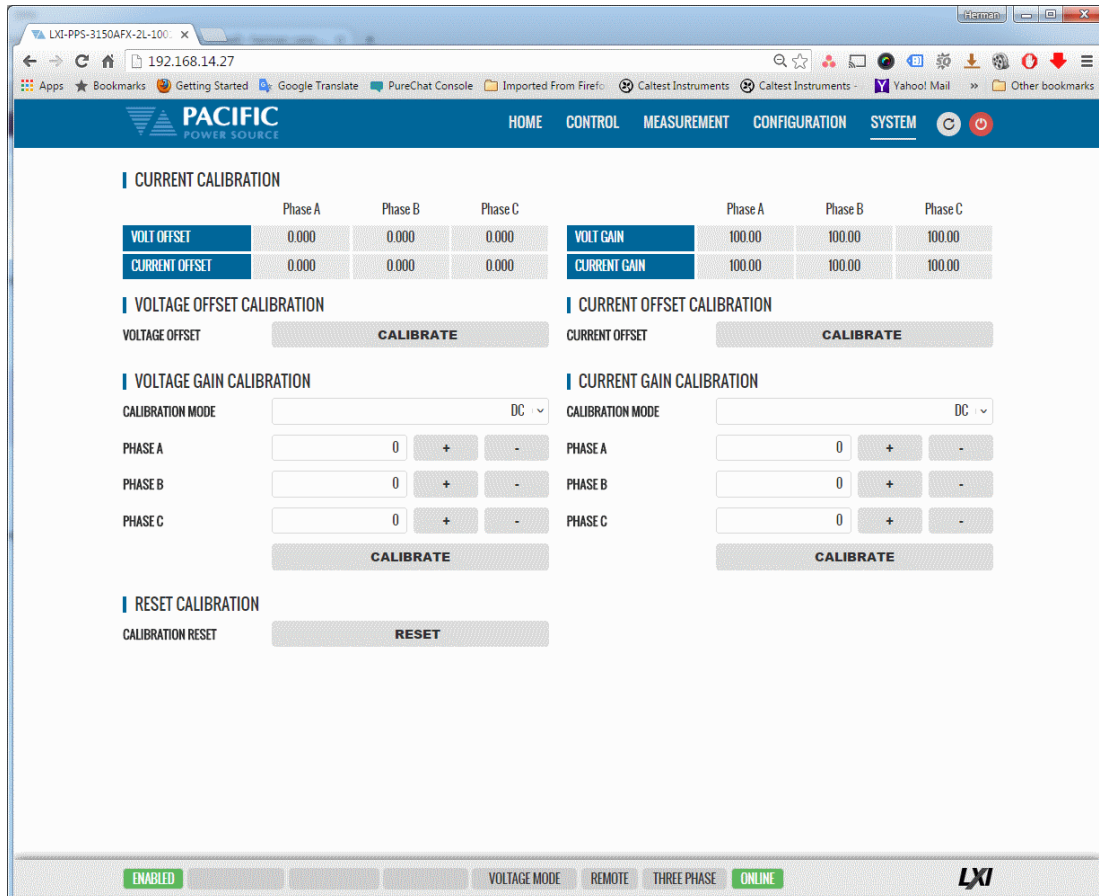 Herman
LXI-PPS-3150AFX-2L-100
192.168.14.27
Apps Bookmarks Getting Started Google Translate PureChat Console Imported From Firefo Caltest Instruments Caltest Instruments - Yahoo! Mail » Other bookmarks
PACIFIC
POWER SOURCE
HOME CONTROL MEASUREMENT CONFIGURATION SYSTEM
CURRENT CALIBRATION
Phase A Phase B Phase C Phase A Phase B Phase C
VOLT OFFSET 0.000 0.000 0.000 VOLT GAIN 100.00 100.00 100.00
CURRENT OFFSET 0.000 0.000 0.000 CURRENT GAIN 100.00 100.00 100.00
VOLTAGE OFFSET CALIBRATION CURRENT OFFSET CALIBRATION
VOLTAGE OFFSET CALIBRATE CURRENT OFFSET CALIBRATE
VOLTAGE GAIN CALIBRATION CURRENT GAIN CALIBRATION
CALIBRATION MODE DC CALIBRATION MODE DC
PHASE A 0 + - PHASE A 0 + -
PHASE B 0 + - PHASE B 0 + -
PHASE C 0 + - PHASE C 0 + -
CALIBRATE CALIBRATE
RESET CALIBRATION
CALIBRATION RESET RESET
ENABLED VOLTAGE MODE REMOTE THREE PHASE ONLINE LXI